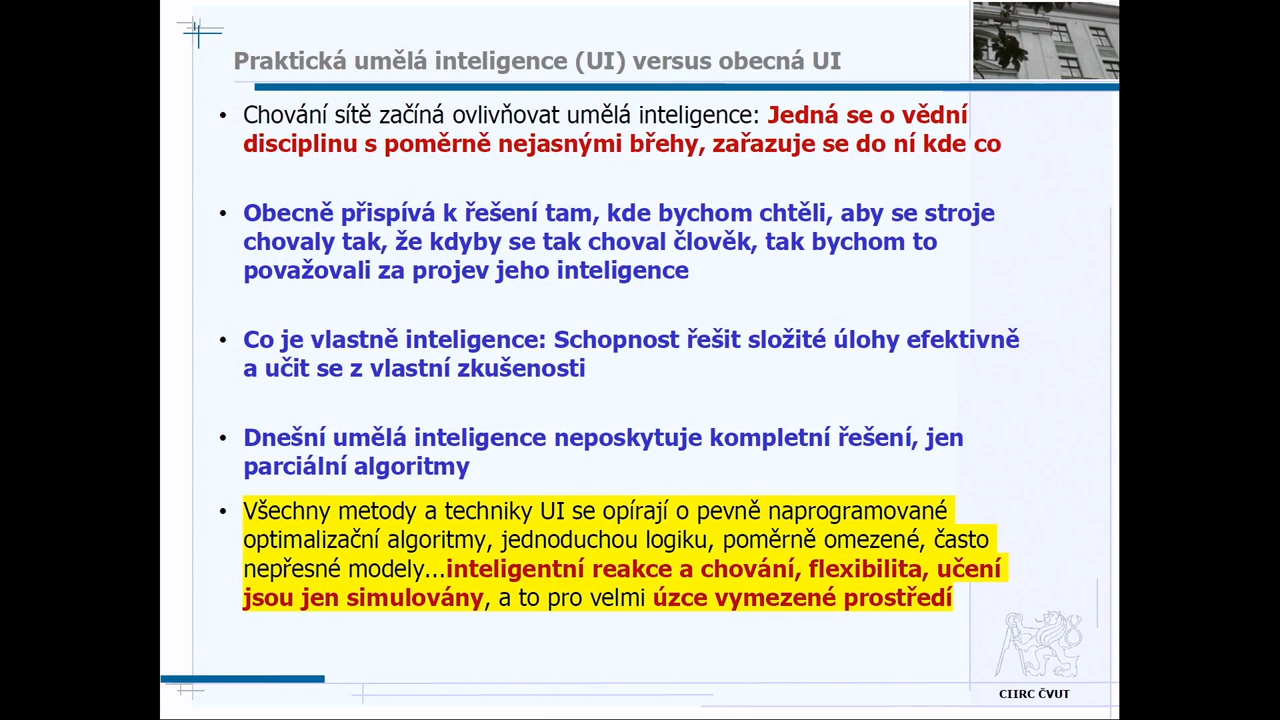 Praktická umělá inteligence (UI) versus obecná UI
• Chování sítě začíná ovlivňovat umělá inteligence: Jedná se o vědní
disciplinu s poměrně nejasnými břehy, zařazuje se do ní kde co
• Obecně přispívá k řešení tam, kde bychom chtěli, aby se stroje
chovaly tak, že kdyby se tak choval člověk, tak bychom to
považovali za projev jeho inteligence
• Co je vlastně inteligence: Schopnost řešit složité úlohy efektivně
a učit se z vlastní zkušenosti
• Dnešní umělá inteligence neposkytuje kompletní řešení, jen
parciální algoritmy
• Všechny metody a techniky UI se opírají o pevně naprogramované
optimalizační algoritmy, jednoduchou logiku, poměrně omezené, často
nepřesné modely...inteligentní reakce a chování, flexibilita, učení
jsou jen simulovány, a to pro velmi úzce vymezené prostředí
CIIRC ČVUT